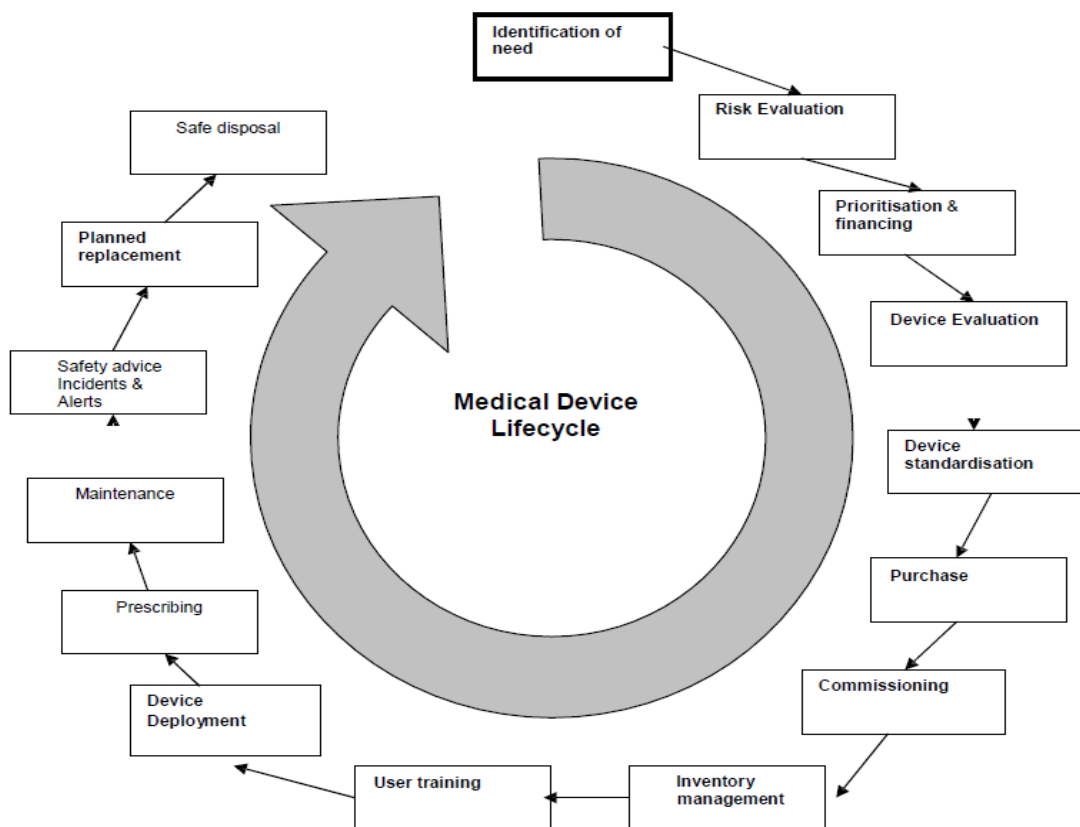 Identification of
need
Risk Evaluation
Prioritisation &
financing
Device Evaluation
Device
standardisation
Purchase
Commissioning
Inventory
management
User training
Device
Deployment
Prescribing
Maintenance
Safety advice
Incidents &
Alerts
Planned
replacement
Safe disposal
Medical Device
Lifecycle